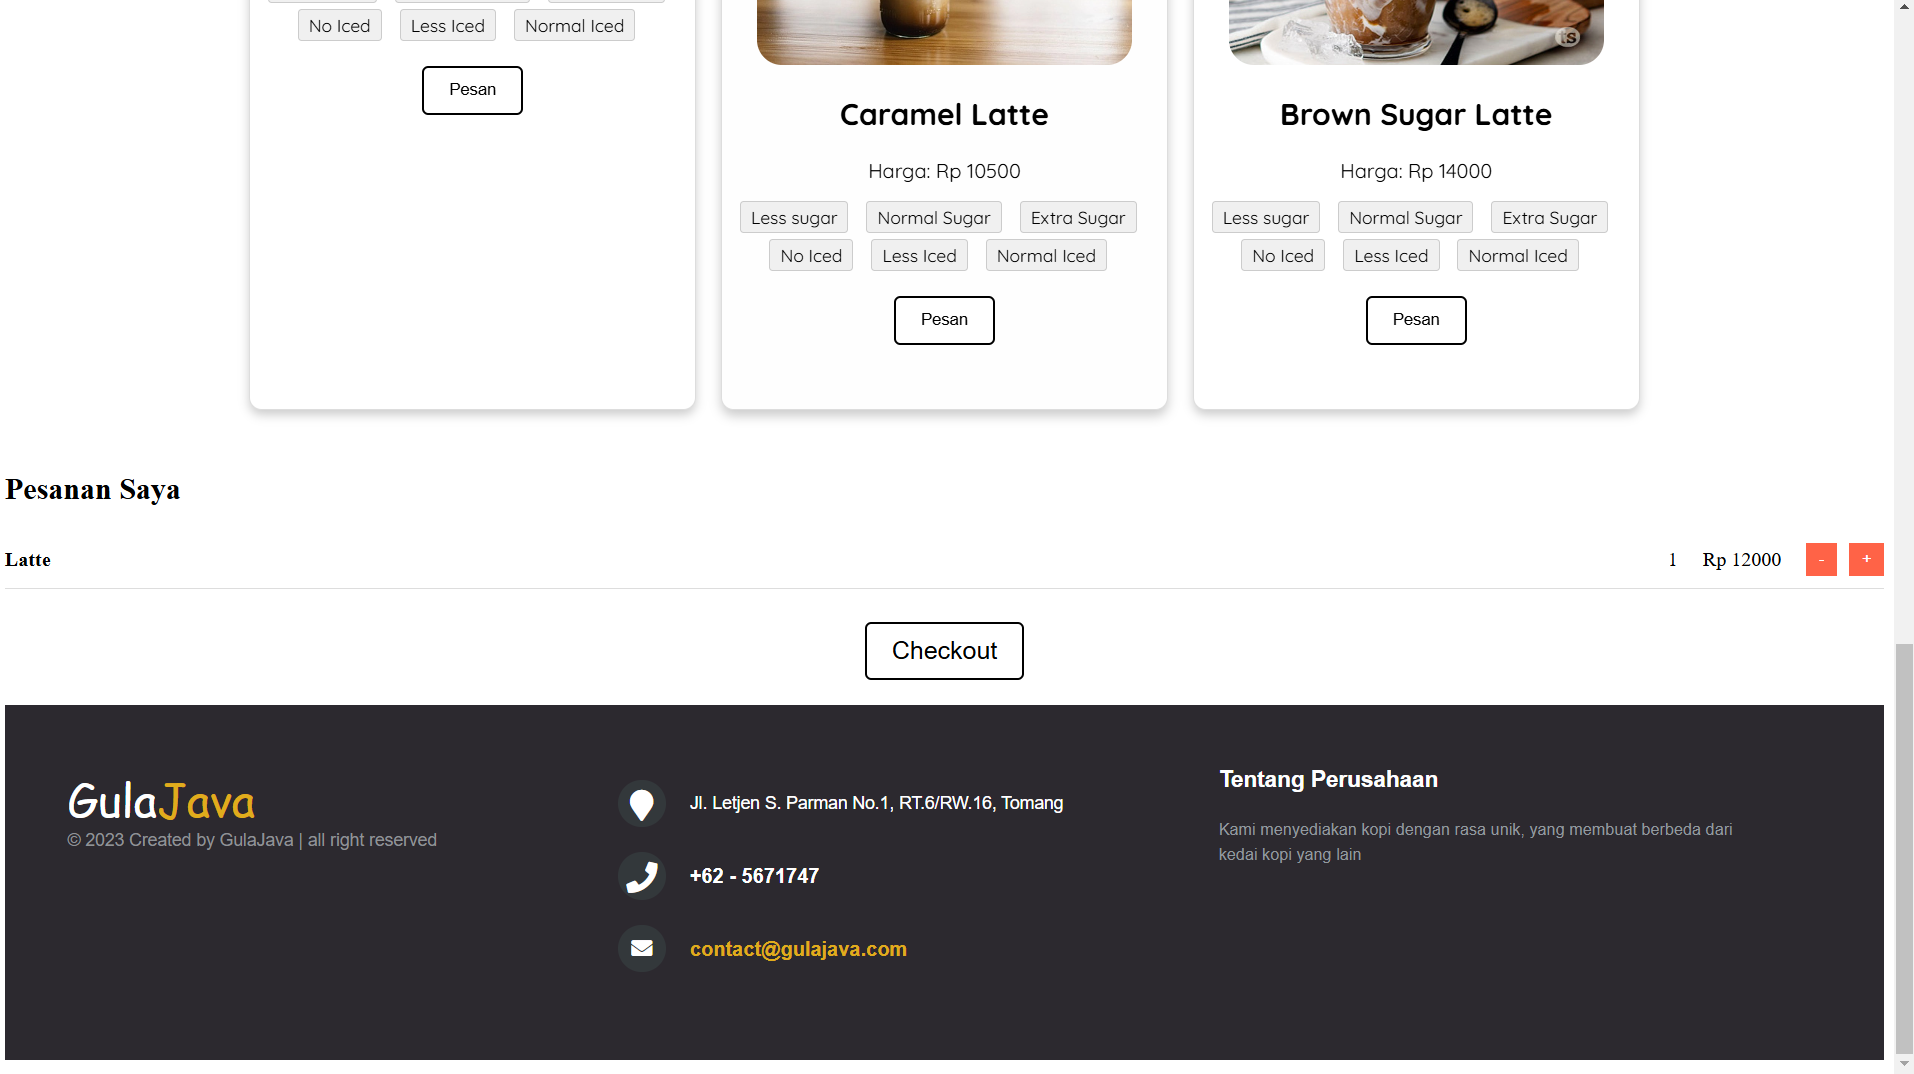 No Iced Less Iced Normal Iced
Pesan
ts
Caramel Latte
Harga: Rp 10500
Less sugar Normal Sugar Extra Sugar
No Iced Less Iced Normal Iced
Pesan
Brown Sugar Latte
Harga: Rp 14000
Less sugar Normal Sugar Extra Sugar
No Iced Less Iced Normal Iced
Pesan
Pesanan Saya
Latte 1 Rp 12000 - +
Checkout
GulaJava
© 2023 Created by GulaJava | all right reserved
Jl. Letjen S. Parman No.1, RT.6/RW.16, Tomang
+62 - 5671747
contact@gulajava.com
Tentang Perusahaan
Kami menyediakan kopi dengan rasa unik, yang membuat berbeda dari
kedai kopi yang lain